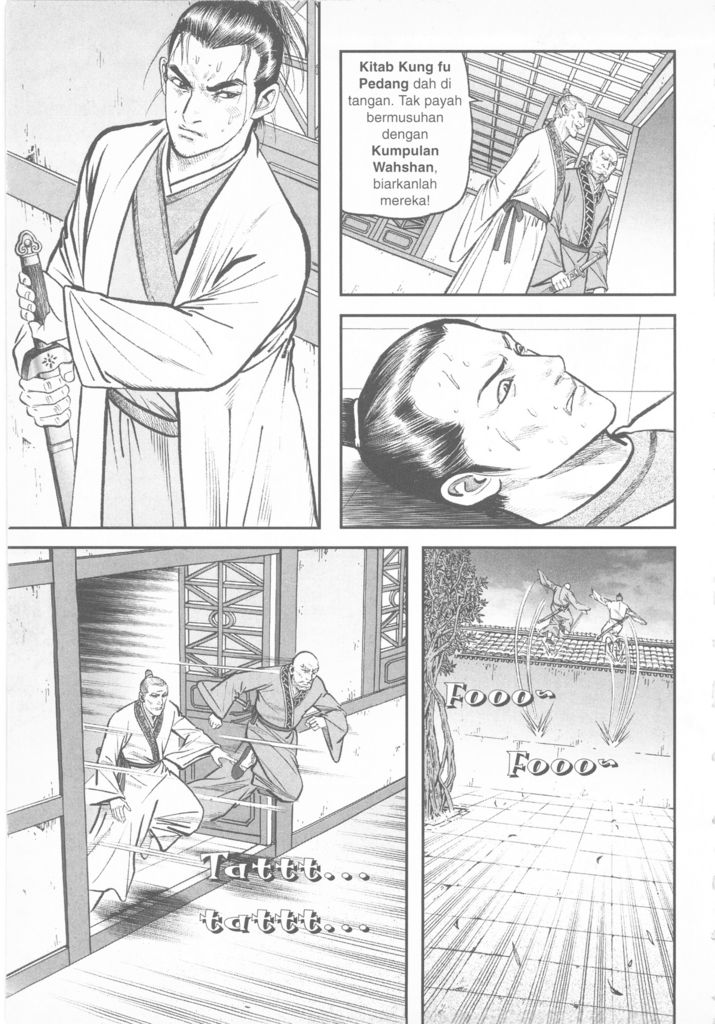 Kitab Kung fu
Pedang dah di
tangan. Tak payah
bermusuhan
dengan
Kumpulan
Wahshan,
biarkanlah
mereka!
Tattt...
tattt...
Fooo~
Fooo~